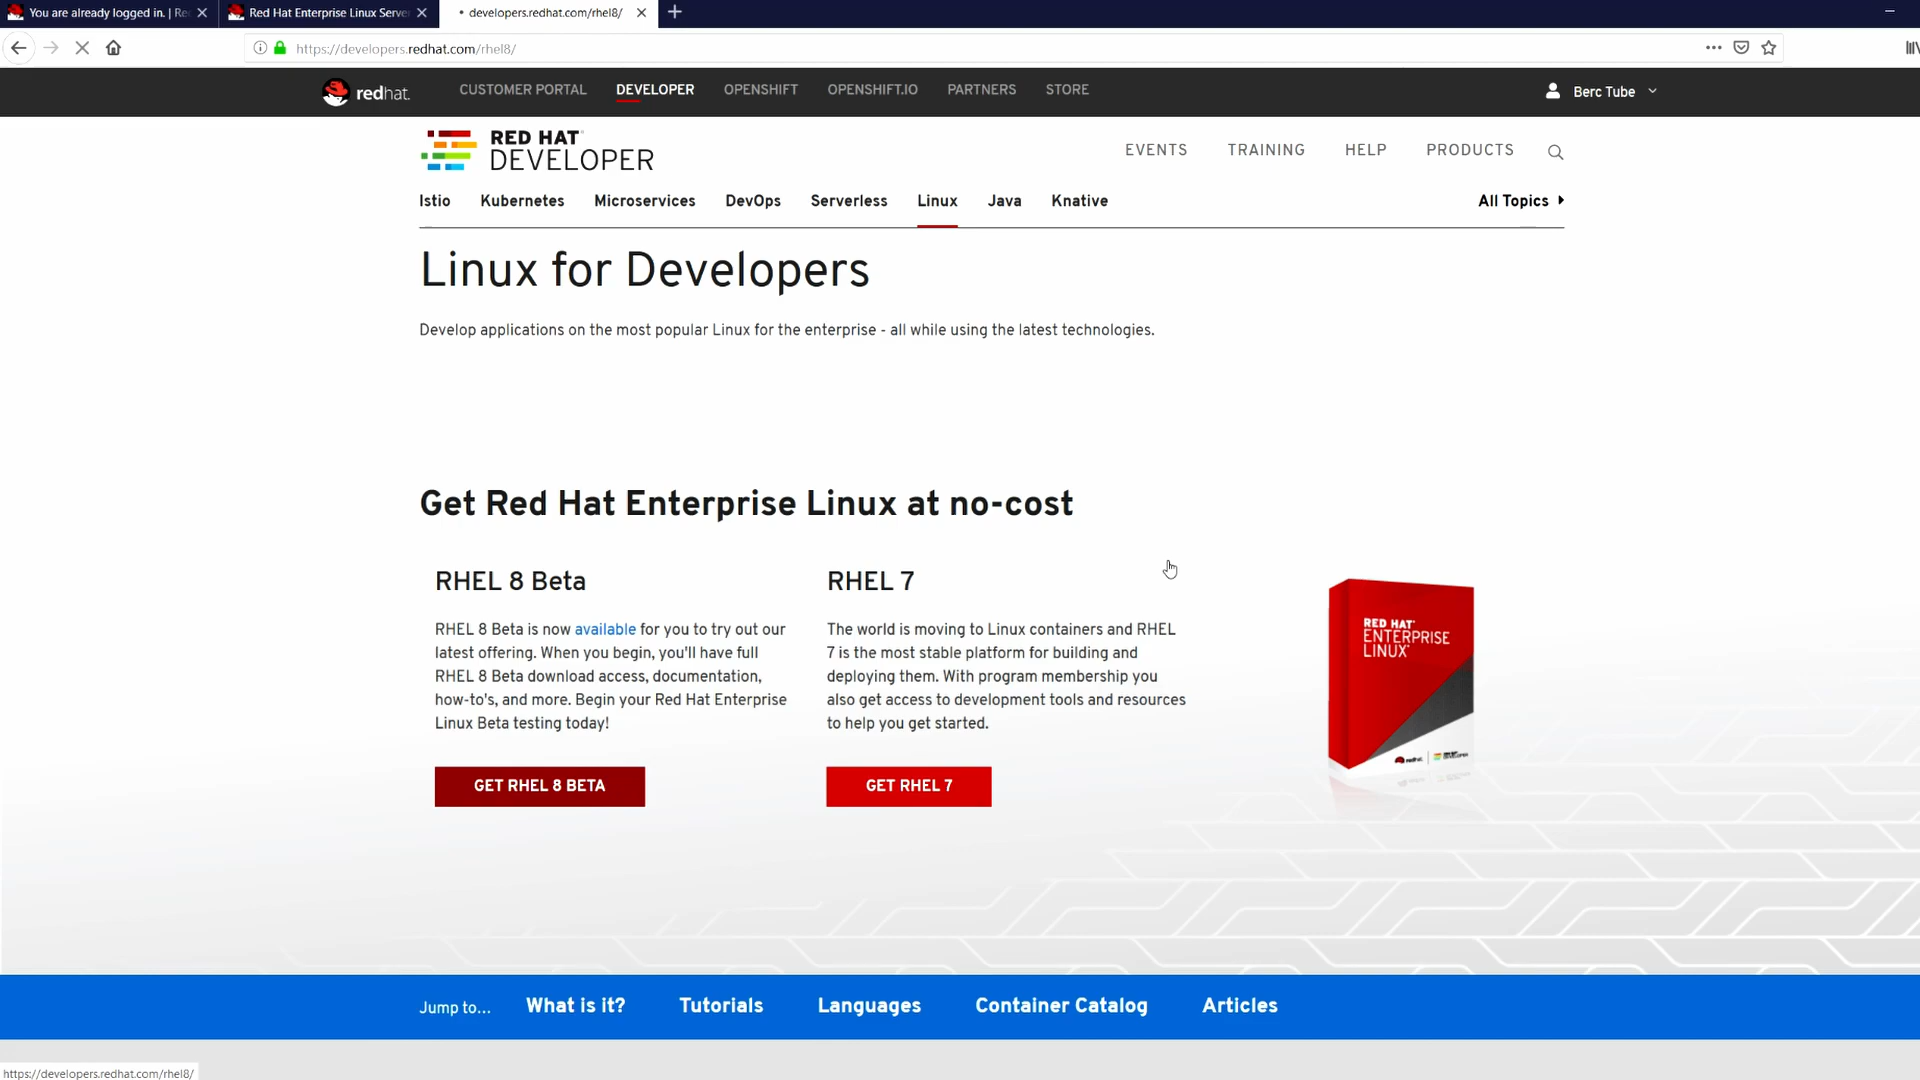 You are already logged in. | Re
Red Hat Enterprise Linux Serve
developers.redhat.com/rhel8/
https://developers.redhat.com/rhel8/
redhat.
CUSTOMER PORTAL
DEVELOPER
OPENSHIFT
OPENSHIFT.IO
PARTNERS
STORE
Berc Tube
RED HAT
DEVELOPER
EVENTS
TRAINING
HELP
PRODUCTS
Istio
Kubernetes
Microservices
DevOps
Serverless
Linux
Java
Knative
All Topics
Linux for Developers
Develop applications on the most popular Linux for the enterprise - all while using the latest technologies.
Get Red Hat Enterprise Linux at no-cost
RHEL 8 Beta
RHEL 8 Beta is now available for you to try out our
latest offering. When you begin, you'll have full
RHEL 8 Beta download access, documentation,
how-to's, and more. Begin your Red Hat Enterprise
Linux Beta testing today!
GET RHEL 8 BETA
RHEL 7
The world is moving to Linux containers and RHEL
7 is the most stable platform for building and
deploying them. With program membership you
also get access to development tools and resources
to help you get started.
GET RHEL 7
RED HAT
ENTERPRISE
LINUX
Jump to...
What is it?
Tutorials
Languages
Container Catalog
Articles
https://developers.redhat.com/rhel8/